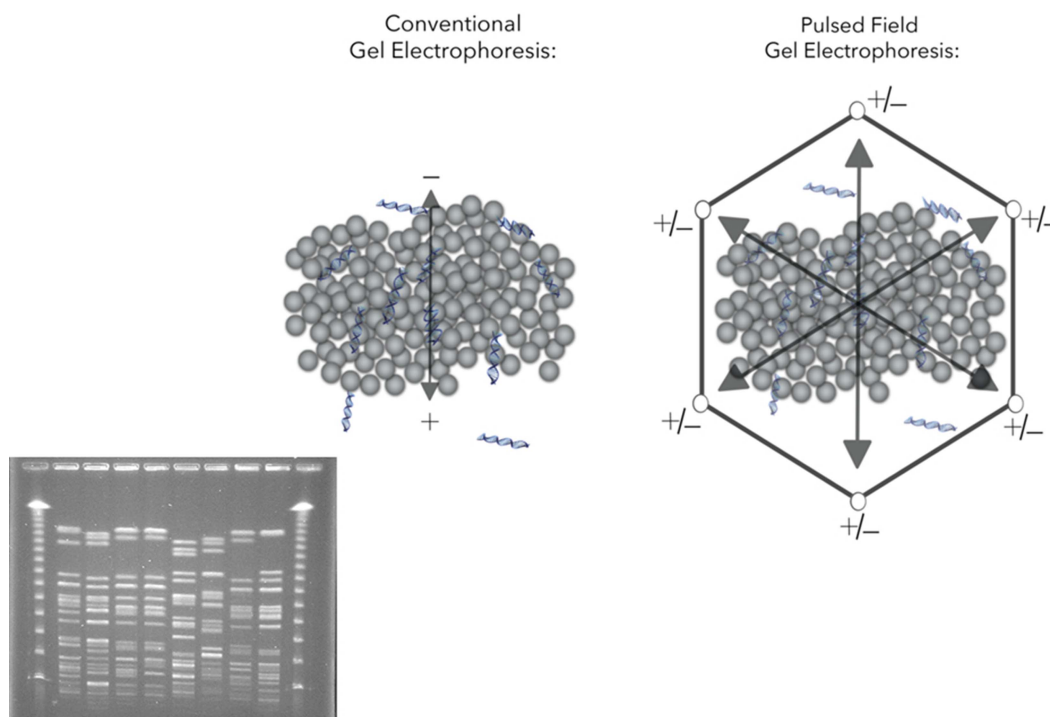 Conventional
Gel Electrophoresis:
Pulsed Field
Gel Electrophoresis:
+/−
−
+/−
+/−
+
+/−
+/−
+/−